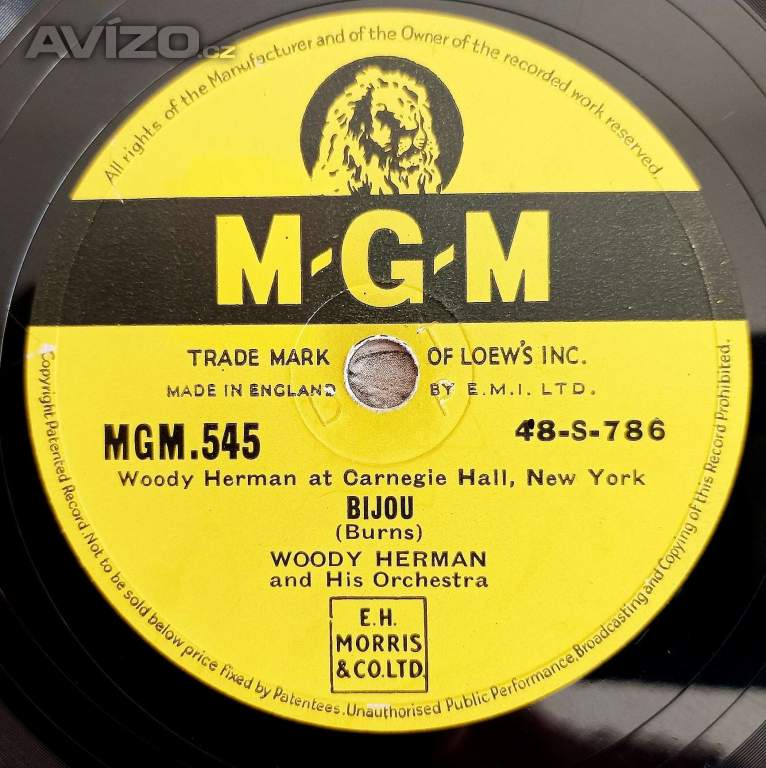 AVÍZO.cz
All rights of the Manufacturer and of the Owner of the recorded work reserved.
M-G-M
TRADE MARK OF LOEW'S INC.
MADE IN ENGLAND BY E.M.I. LTD.
MGM.545 48-S-786
Woody Herman at Carnegie Hall, New York
BIJOU
(Burns)
WOODY HERMAN
and His Orchestra
E.H.
MORRIS
& CO.LTD.
Copyright Patented Record. Not to be sold below price fixed by Patentees. Unauthorised Public Performance, Broadcasting and Copying of this Record Prohibited.